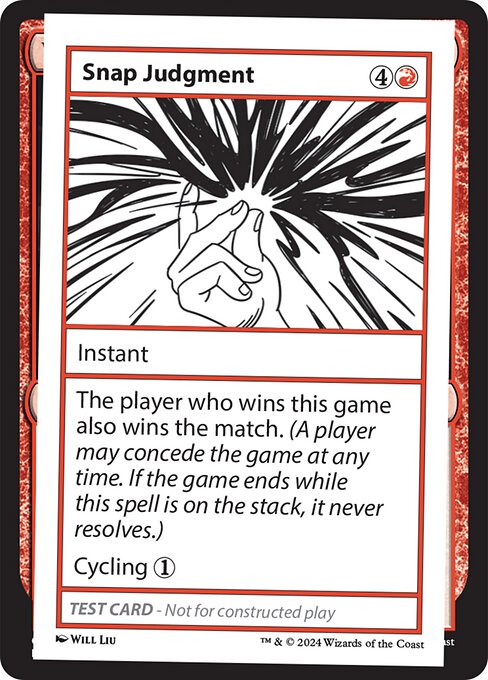 Snap Judgment 4
Instant
The player who wins this game
also wins the match. (A player
may concede the game at any
time. If the game ends while
this spell is on the stack, it never
resolves.)
Cycling 1
TEST CARD - Not for constructed play
WILL LIU ™ & © 2024 Wizards of the Coast